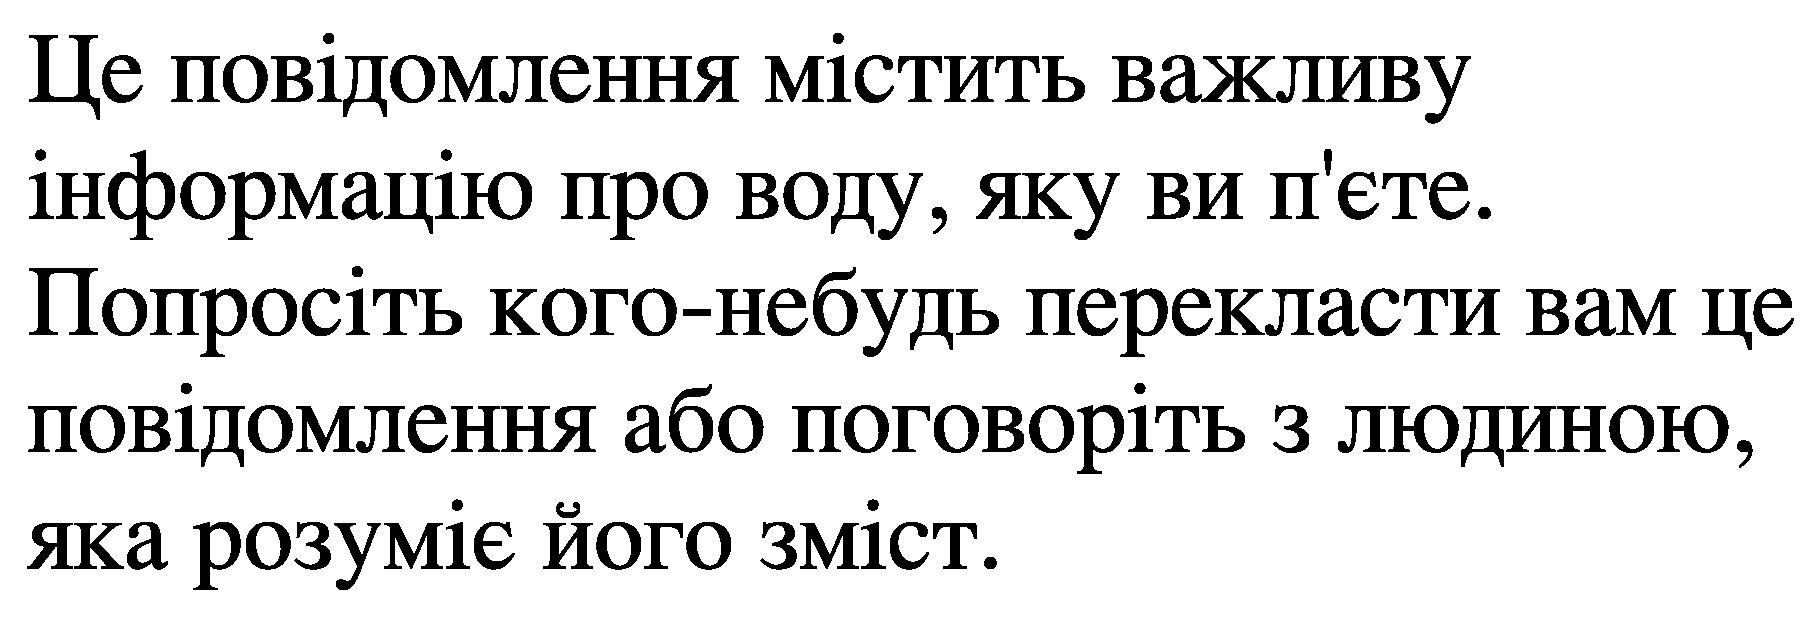 Це повідомлення містить важливу
інформацію про воду, яку ви п'єте.
Попросіть кого-небудь перекласти вам це
повідомлення або поговоріть з людиною,
яка розуміє його зміст.